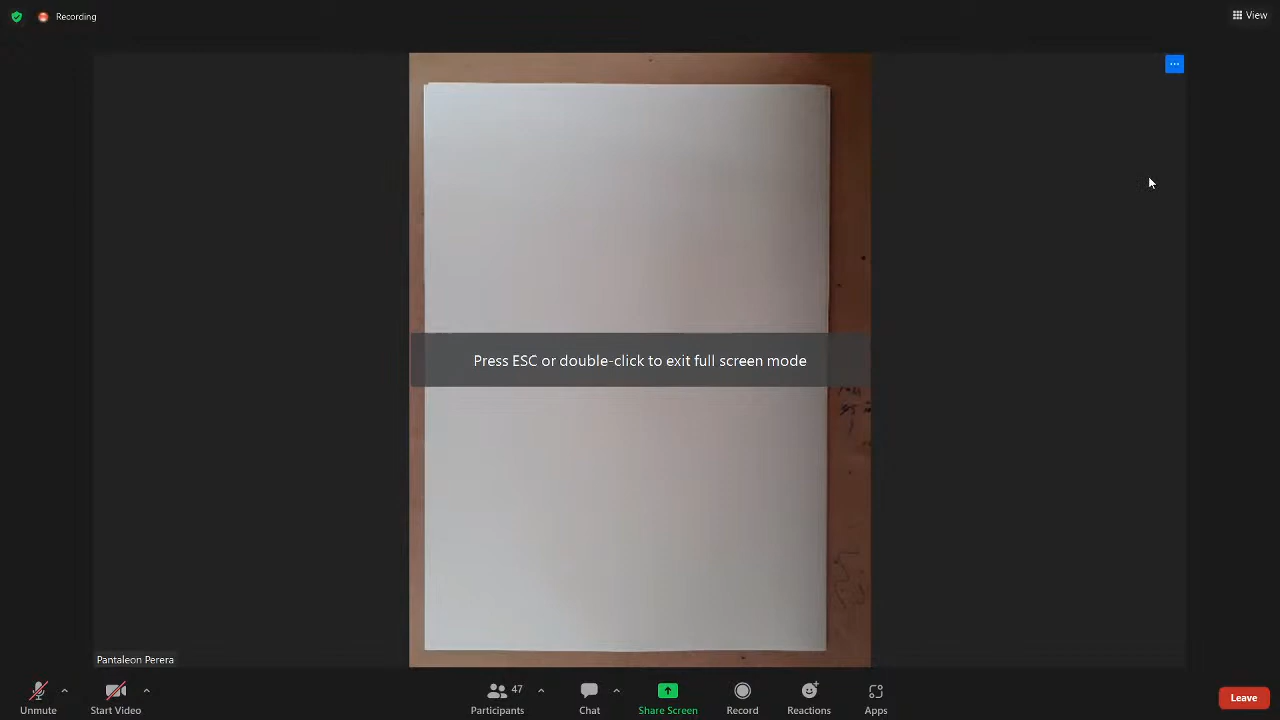 Recording
View
Press ESC or double-click to exit full screen mode
Pantaleon Perera
Unmute
Start Video
47
Participants
Chat
Share Screen
Record
Reactions
Apps
Leave